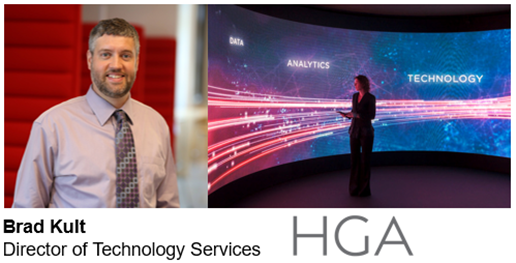 DATA
ANALYTICS
TECHNOLOGY
Brad Kult
Director of Technology Services
HGA